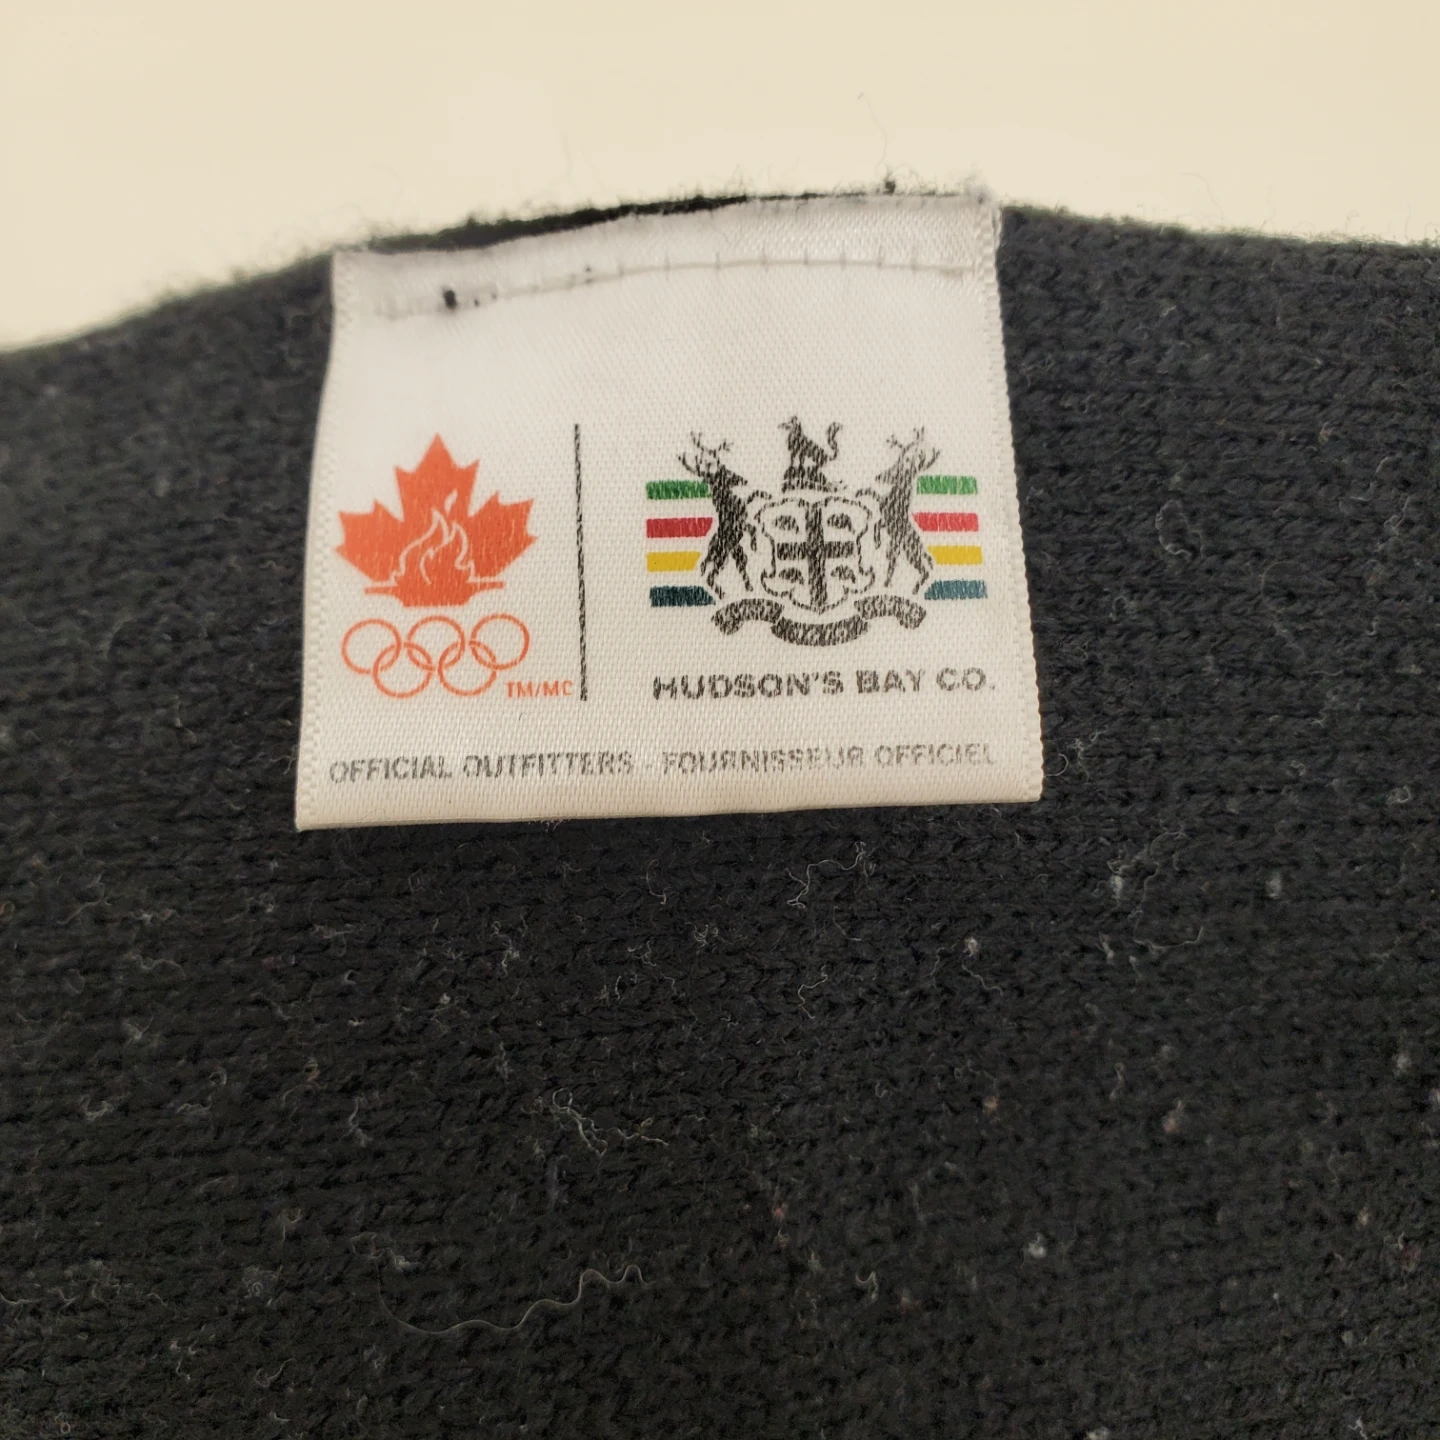 TM/MC
HUDSON'S BAY CO.
OFFICIAL OUTFITTERS - FOURNISSEUR OFFICIEL